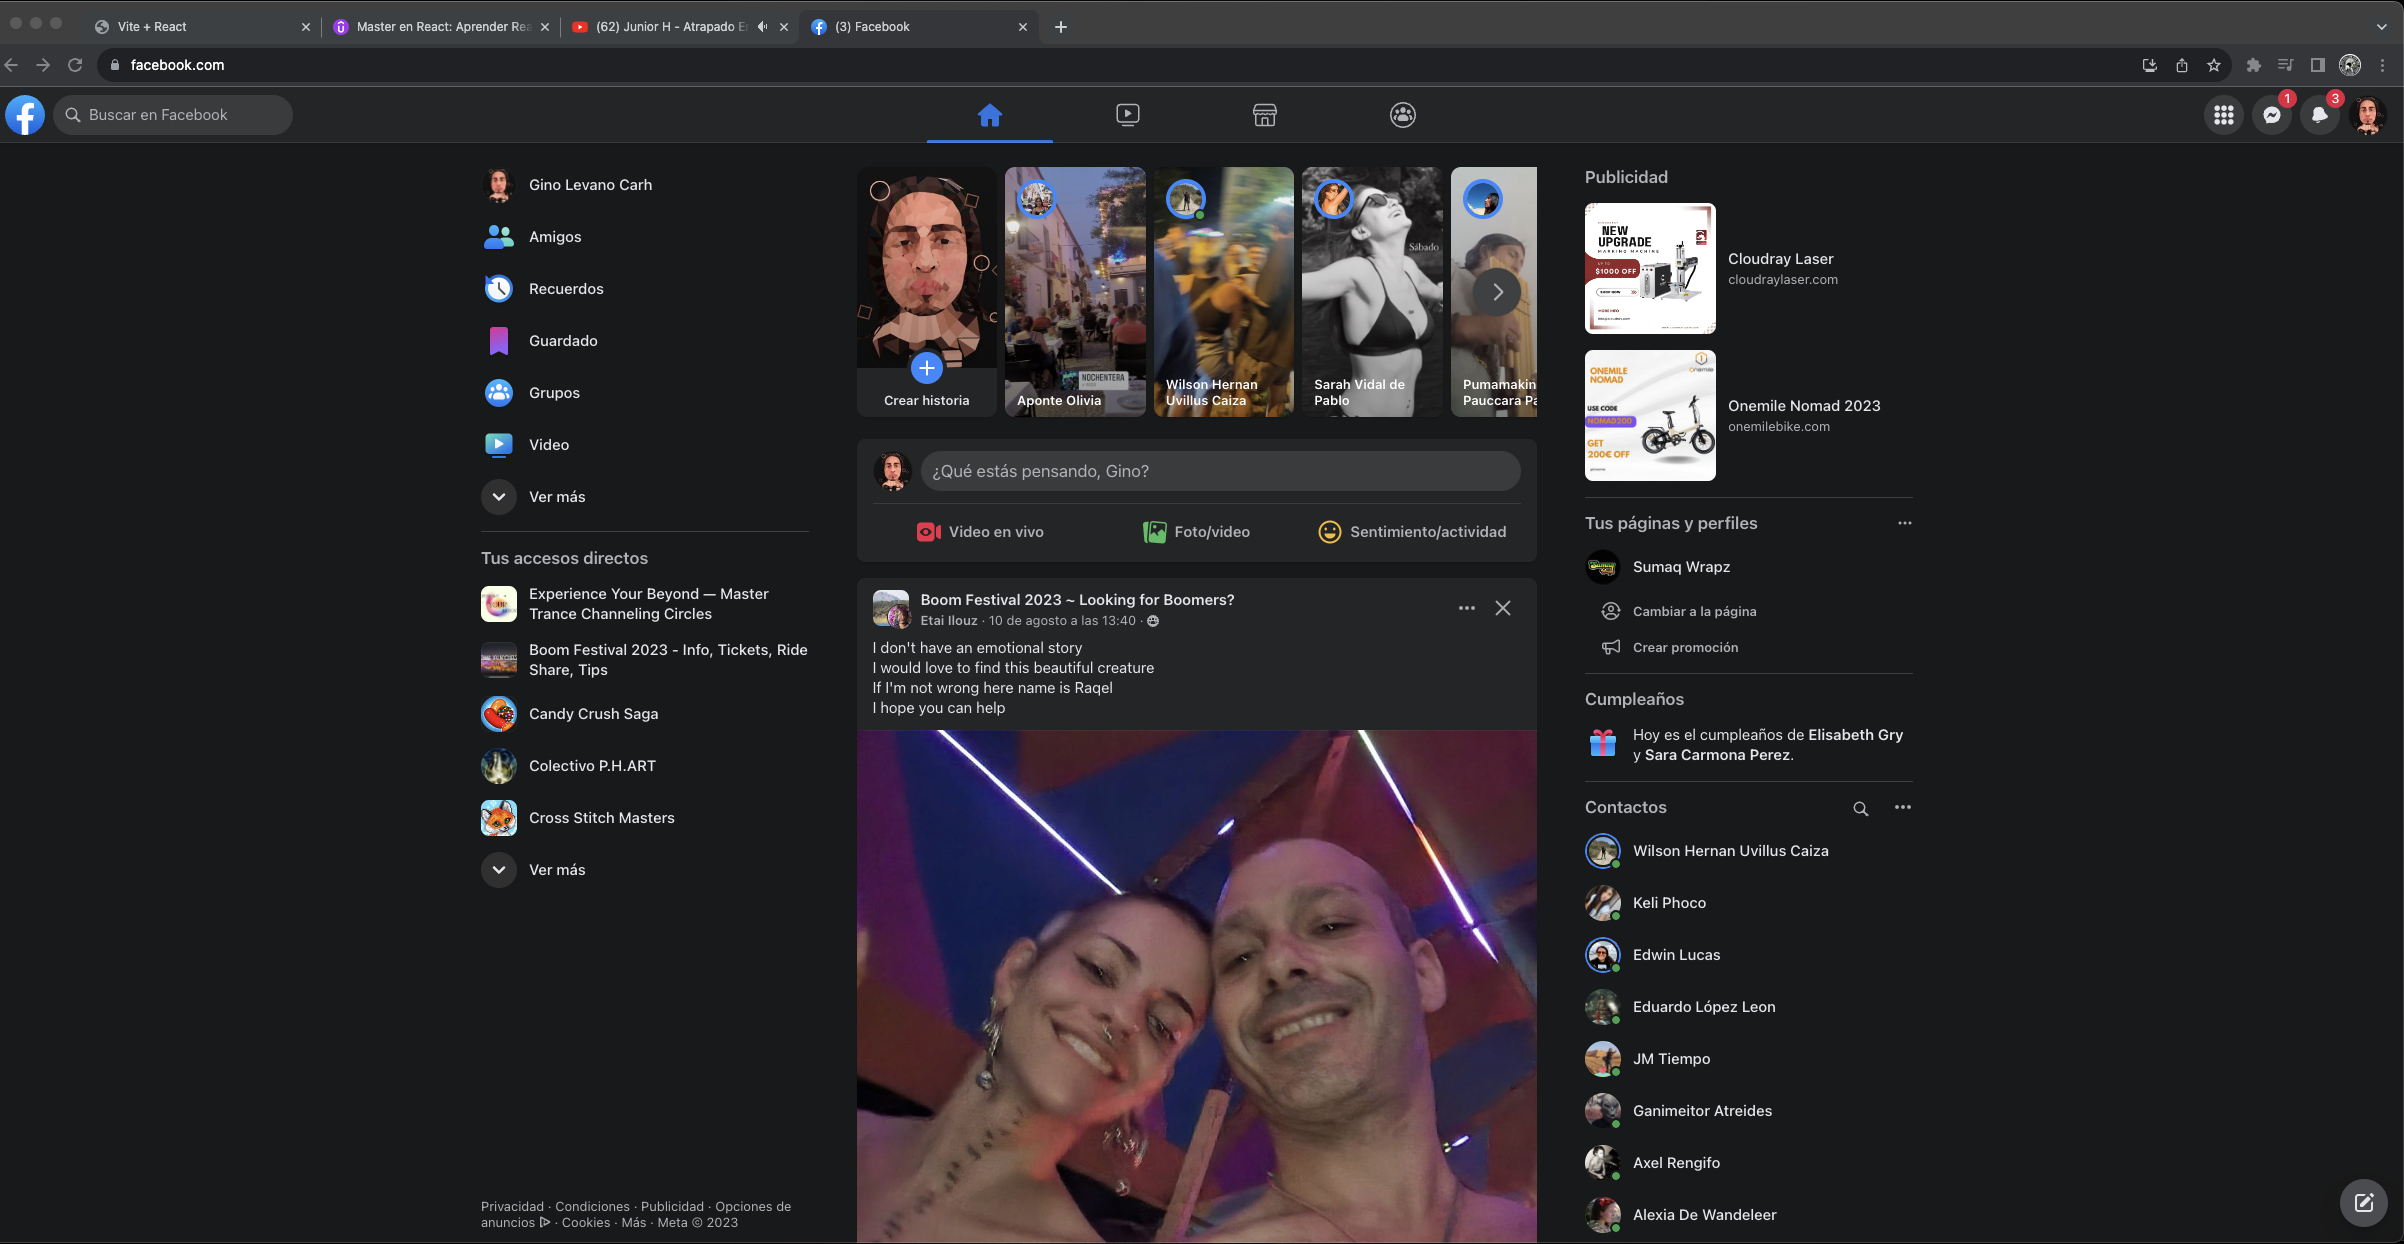 Vite + React
Master en React: Aprender Rea
(62) Junior H - Atrapado E
(3) Facebook
facebook.com
Buscar en Facebook
1
3
Gino Levano Carh
Amigos
Recuerdos
Guardado
Grupos
Video
Ver más
Tus accesos directos
Experience Your Beyond — Master
Trance Channeling Circles
Boom Festival 2023 - Info, Tickets, Ride
Share, Tips
Candy Crush Saga
Colectivo P.H.ART
Cross Stitch Masters
Ver más
Privacidad · Condiciones · Publicidad · Opciones de
anuncios · Cookies · Más · Meta © 2023
Crear historia
NOCHENTERA
Aponte Olivia
Wilson Hernan
Uvillus Caiza
Sábado
Sarah Vidal de
Pablo
Pumamakin
Pauccara Pa
¿Qué estás pensando, Gino?
Video en vivo
Foto/video
Sentimiento/actividad
Boom Festival 2023 ~ Looking for Boomers?
Etai Ilouz · 10 de agosto a las 13:40 ·
I don't have an emotional story
I would love to find this beautiful creature
If I'm not wrong here name is Raqel
I hope you can help
Publicidad
NEW
UPGRADE
MARKING MACHINE
UP TO
$1000 OFF
Cloudray Laser
cloudraylaser.com
ONEMILE
NOMAD
USE CODE
NOMAD200
GET
200€ OFF
Onemile Nomad 2023
onemilebike.com
Tus páginas y perfiles
Sumaq Wrapz
Cambiar a la página
Crear promoción
Cumpleaños
Hoy es el cumpleaños de Elisabeth Gry
y Sara Carmona Perez.
Contactos
Wilson Hernan Uvillus Caiza
Keli Phoco
Edwin Lucas
Eduardo López Leon
JM Tiempo
Ganimeitor Atreides
Axel Rengifo
Alexia De Wandeleer